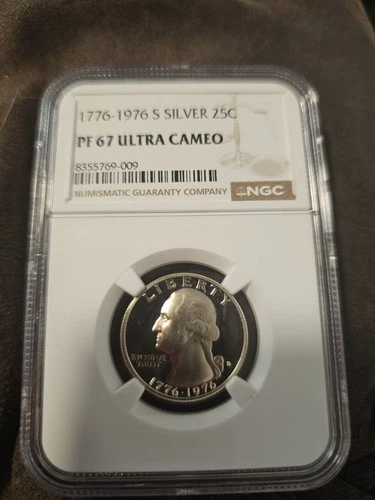 1776-1976 S SILVER 25C
PF 67 ULTRA CAMEO
8355769-009
NUMISMATIC GUARANTY COMPANY
NGC
LIBERTY
IN GOD WE
TRUST
S
1776·1976